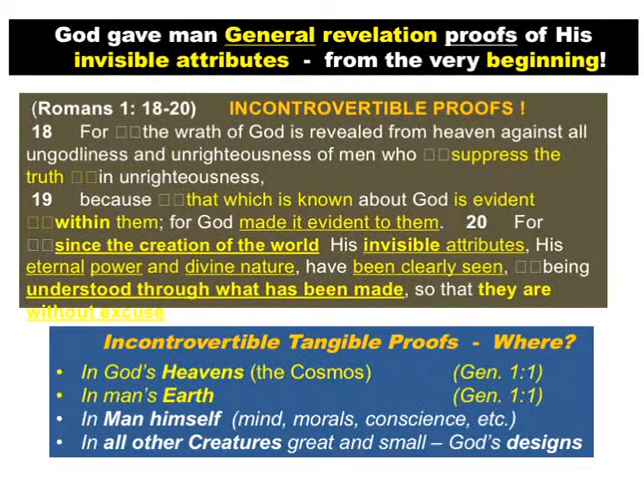 God gave man General revelation proofs of His
invisible attributes - from the very beginning!
(Romans 1: 18-20) INCONTROVERTIBLE PROOFS !
18 For □□the wrath of God is revealed from heaven against all
ungodliness and unrighteousness of men who □□suppress the
truth □□in unrighteousness,
19 because □□that which is known about God is evident
□□within them; for God made it evident to them. 20 For
□□since the creation of the world His invisible attributes, His
eternal power and divine nature, have been clearly seen, □□being
understood through what has been made, so that they are
without excuse
Incontrovertible Tangible Proofs - Where?
• In God's Heavens (the Cosmos) (Gen. 1:1)
• In man's Earth (Gen. 1:1)
• In Man himself (mind, morals, conscience, etc.)
• In all other Creatures great and small – God's designs